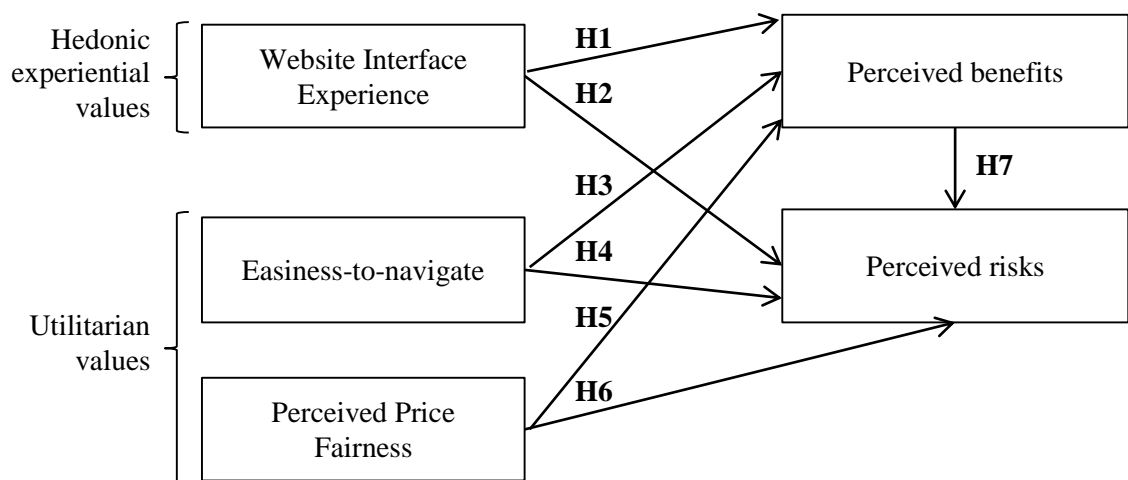 Hedonic
experiential
values
Website Interface
Experience
H1
H2
Perceived benefits
H3
H7
Easiness-to-navigate
H4
Perceived risks
Utilitarian
values
H5
H6
Perceived Price
Fairness